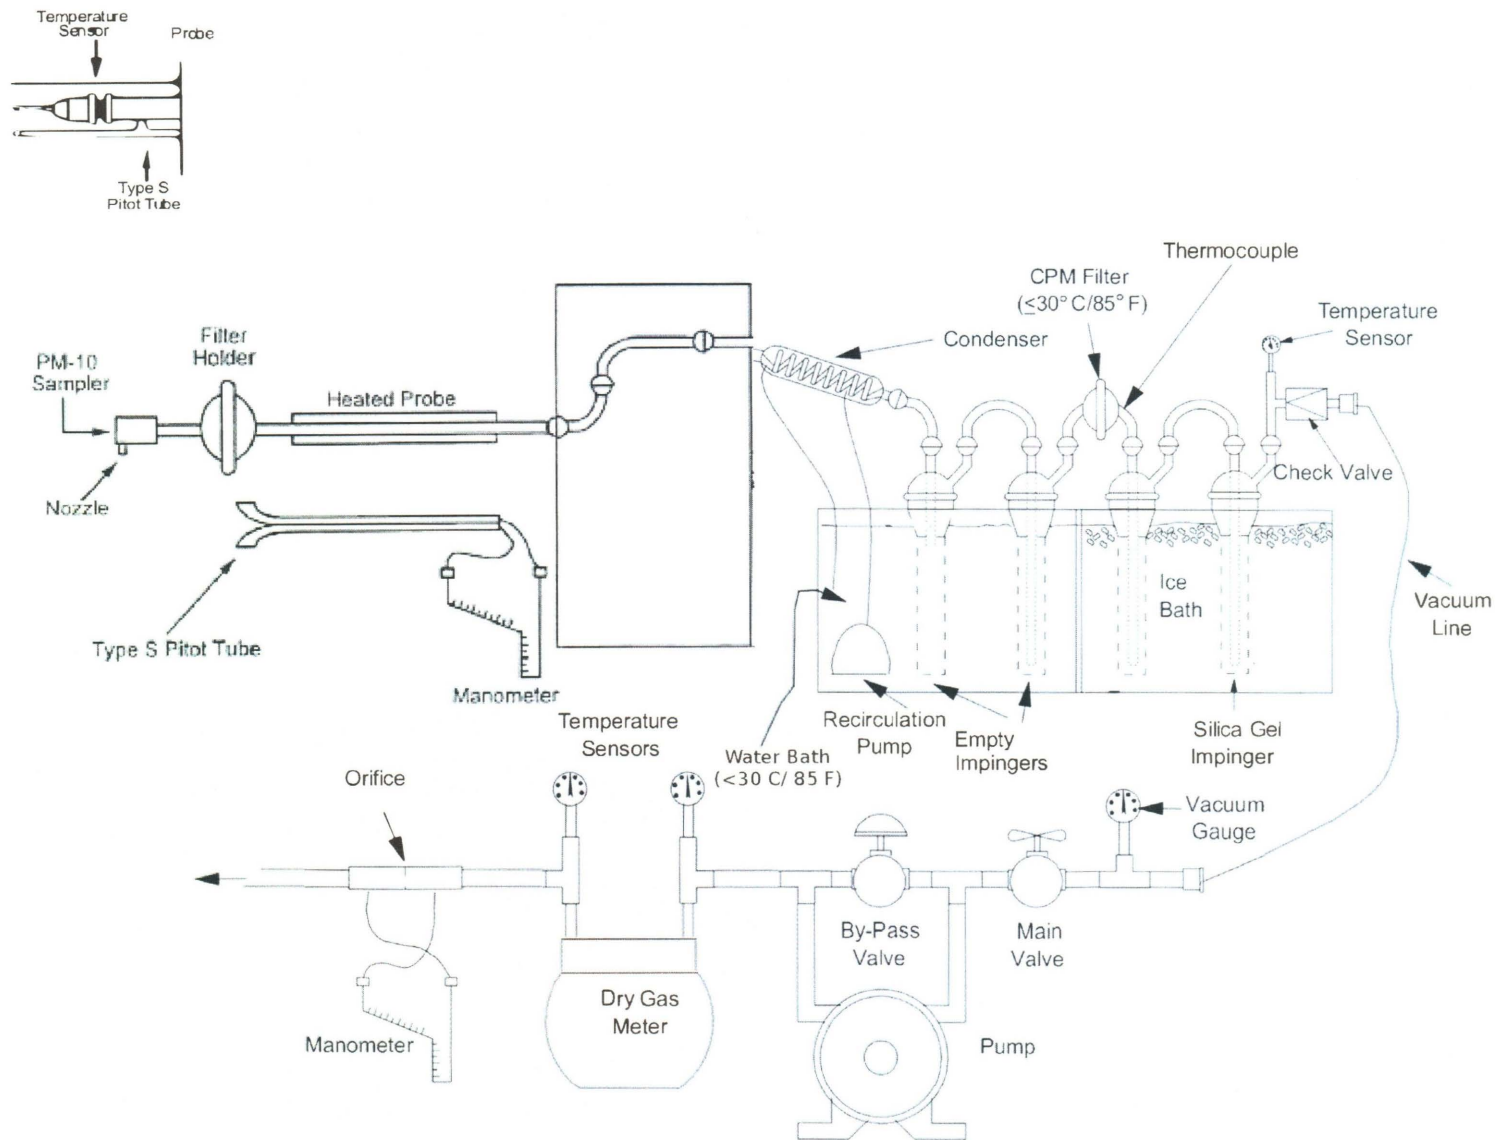 Temperature
Sensor
Probe
Type S
Pitot Tube
Thermocouple
CPM Filter
(≤30° C/85° F)
Temperature
Sensor
Condenser
Filter
Holder
PM-10
Sampler
Heated Probe
Nozzle
Check Valve
Ice
Bath
Vacuum
Line
Type S Pitot Tube
Manometer
Recirculation
Pump
Empty
Impingers
Silica Gel
Impinger
Water Bath
(<30 C/ 85 F)
Temperature
Sensors
Orifice
Vacuum
Gauge
By-Pass
Valve
Main
Valve
Dry Gas
Meter
Manometer
Pump